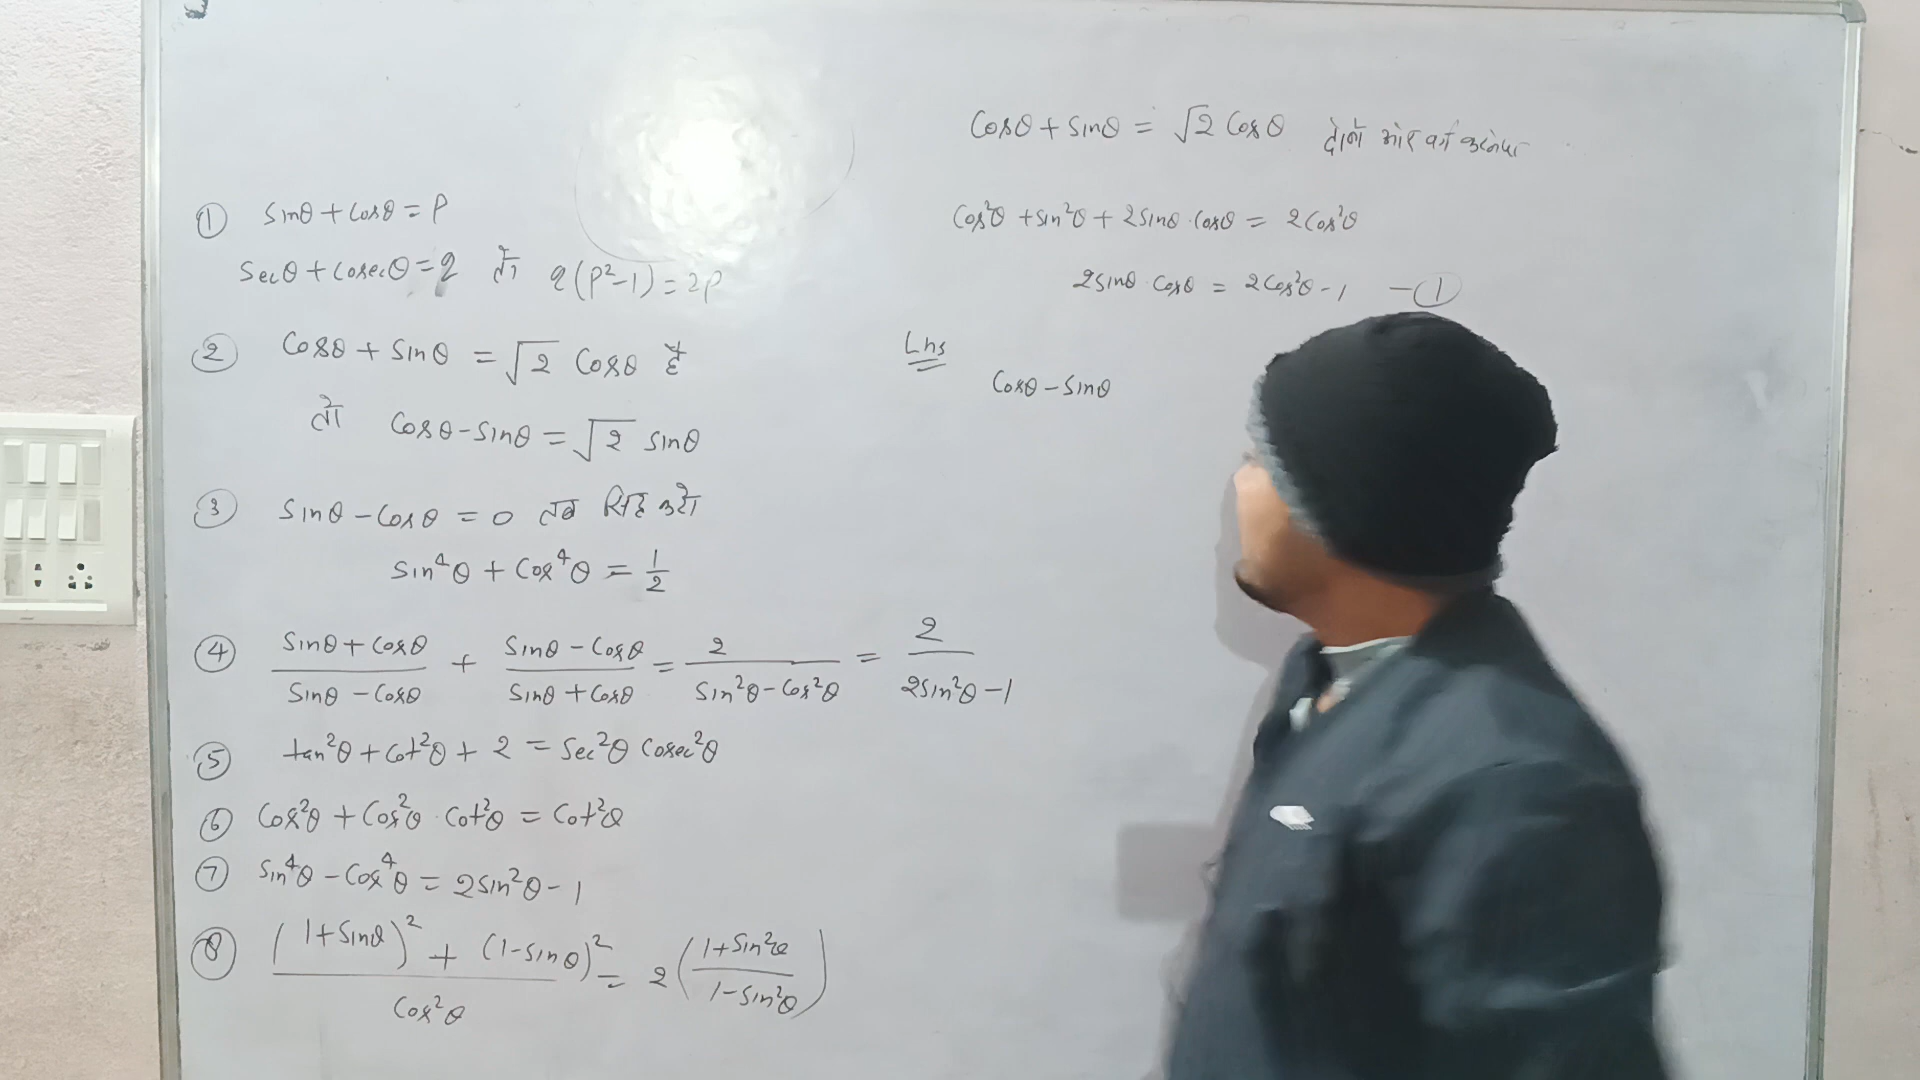 ① sinθ + cosθ = P
secθ + cosecθ = q तो q(P²-1) = 2P
② cosθ + sinθ = √2 cosθ है
तो cosθ - sinθ = √2 sinθ
③ sinθ - cosθ = 0 तब सिद्ध करो
sin⁴θ + cos⁴θ = 1/2
④ (sinθ + cosθ)/(sinθ - cosθ) + (sinθ - cosθ)/(sinθ + cosθ) = 2/(sin²θ - cos²θ) = 2/(2sin²θ - 1)
⑤ tan²θ + cot²θ + 2 = sec²θ cosec²θ
⑥ cos²θ + cos²θ · cot²θ = cot²θ
⑦ sin⁴θ - cos⁴θ = 2sin²θ - 1
⑧ ((1+sinθ)² + (1-sinθ)²)/cos²θ = 2((1+sin²θ)/(1-sin²θ))
cosθ + sinθ = √2 cosθ दोनों ओर वर्ग
cos²θ + sin²θ + 2sinθ·cosθ = 2cos²θ
2sinθ·cosθ = 2cos²θ - 1 —①
Lhs
cosθ - sinθ